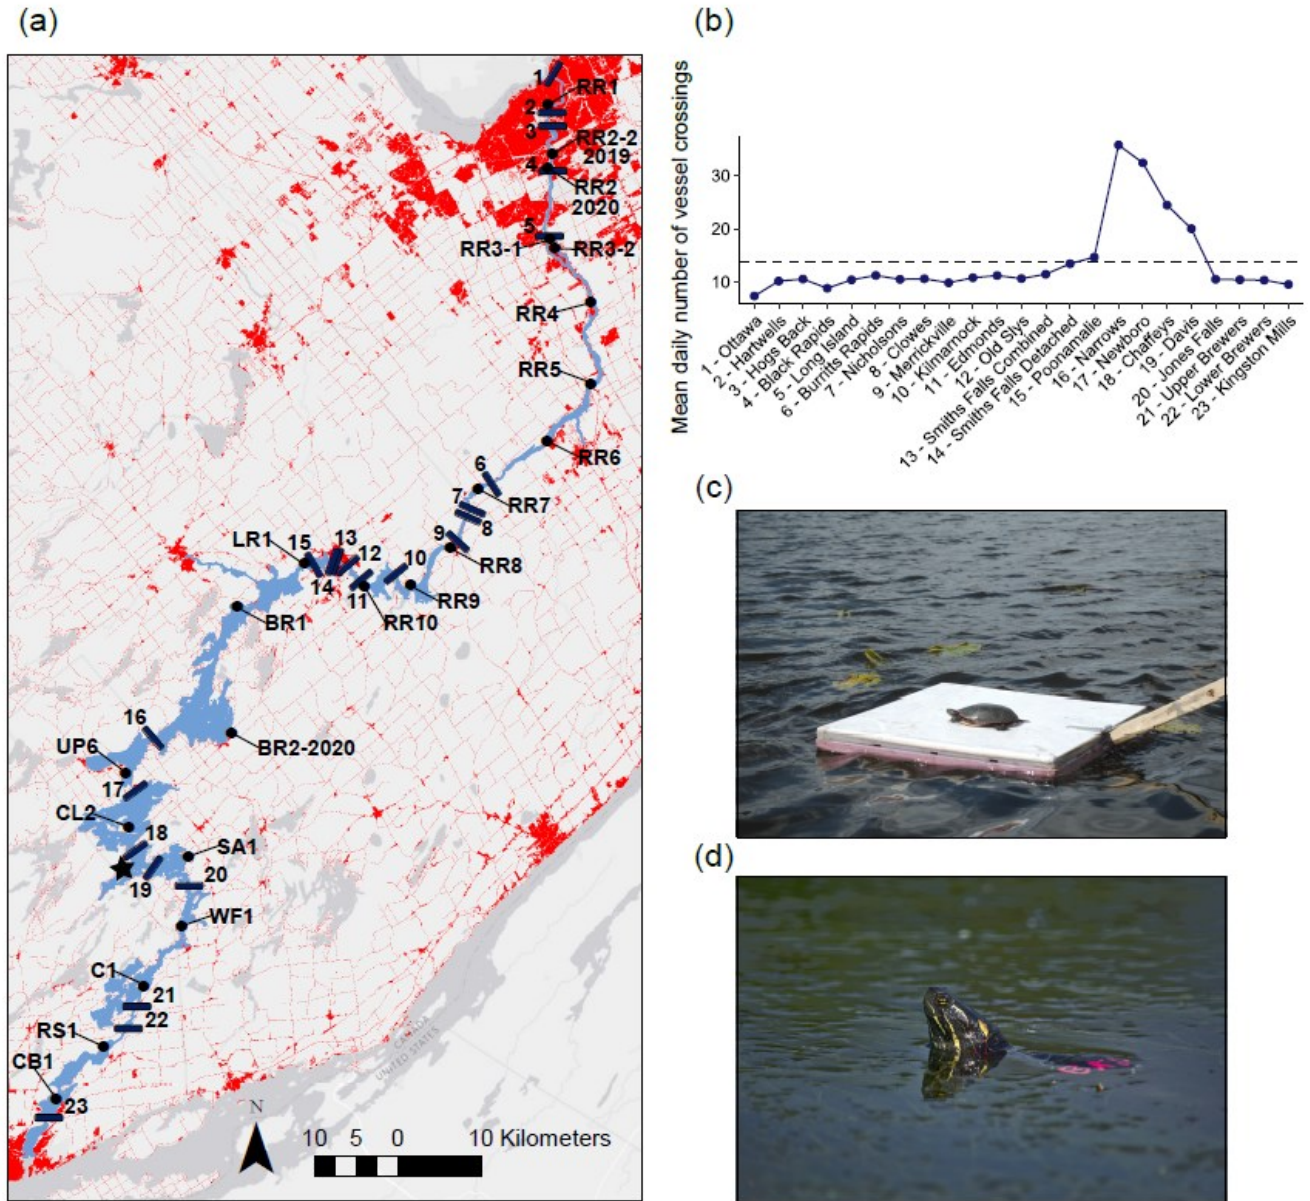 (a)
1
RR1
2
3
RR2-2
2019
4
RR2
2020
5
RR3-1
RR3-2
RR4
RR5
RR6
6
RR7
7
8
9
RR8
LR1
15
13
12
10
14
11
RR9
RR10
BR1
16
BR2-2020
UP6
17
CL2
18
SA1
19
20
WF1
C1
21
22
RS1
CB1
23
CANADA
UNITED STATES
N
10 5 0 10 Kilometers
(b)
Mean daily number of vessel crossings
30
20
10
1 - Ottawa
2 - Hartwells
3 - Hogs Back
4 - Black Rapids
5 - Long Island
6 - Burritts Rapids
7 - Nicholsons
8 - Clowes
9 - Merrickville
10 - Kilmarnock
11 - Edmonds
12 - Old Slys
13 - Smiths Falls Combined
14 - Smiths Falls Detached
15 - Poonamalie
16 - Narrows
17 - Newboro
18 - Chaffeys
19 - Davis
20 - Jones Falls
21 - Upper Brewers
22 - Lower Brewers
23 - Kingston Mills
(c)
(d)